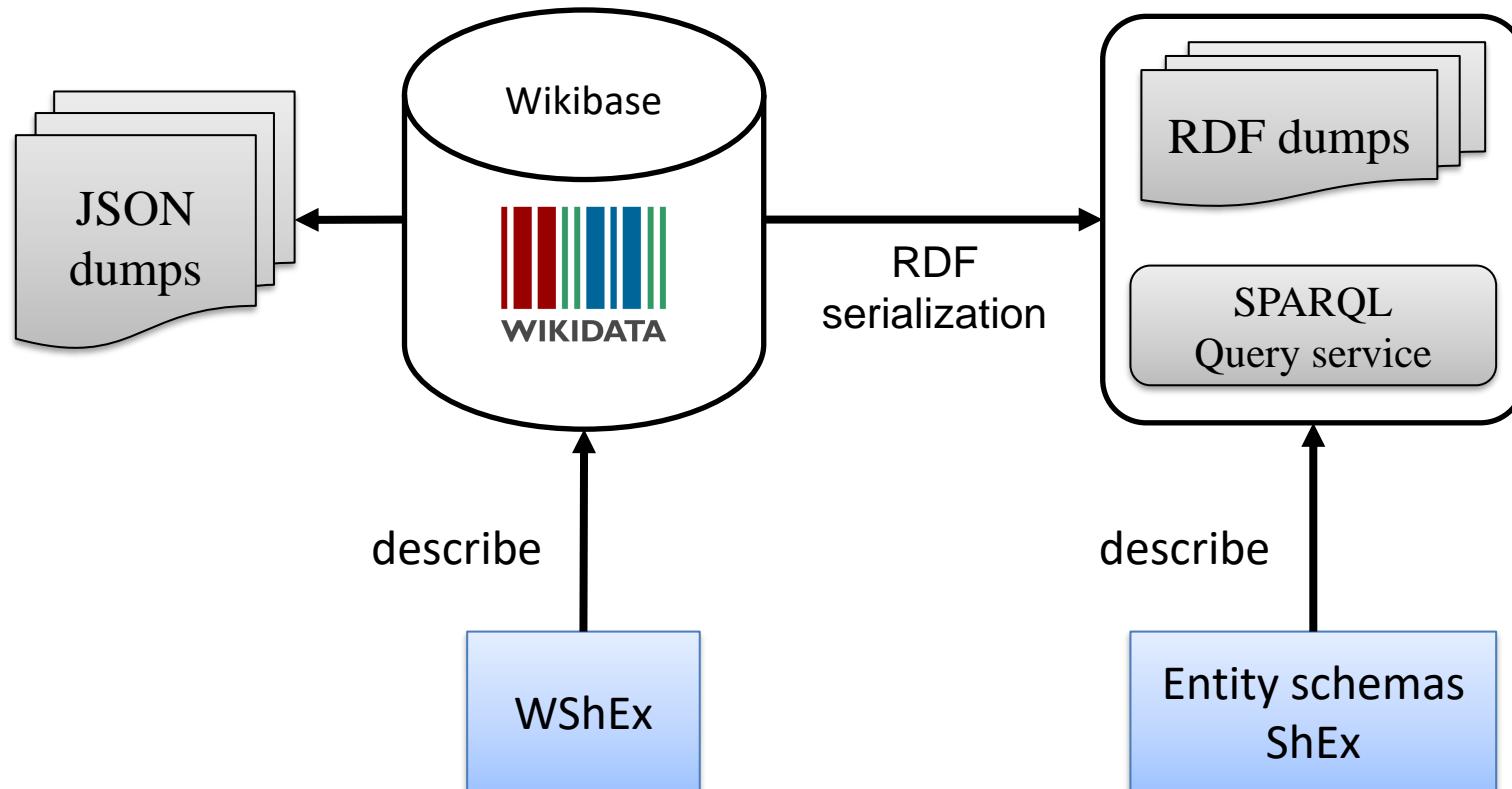 Wikibase
WIKIDATA
JSON
dumps
RDF
serialization
RDF dumps
SPARQL
Query service
describe
describe
WShEx
Entity schemas
ShEx